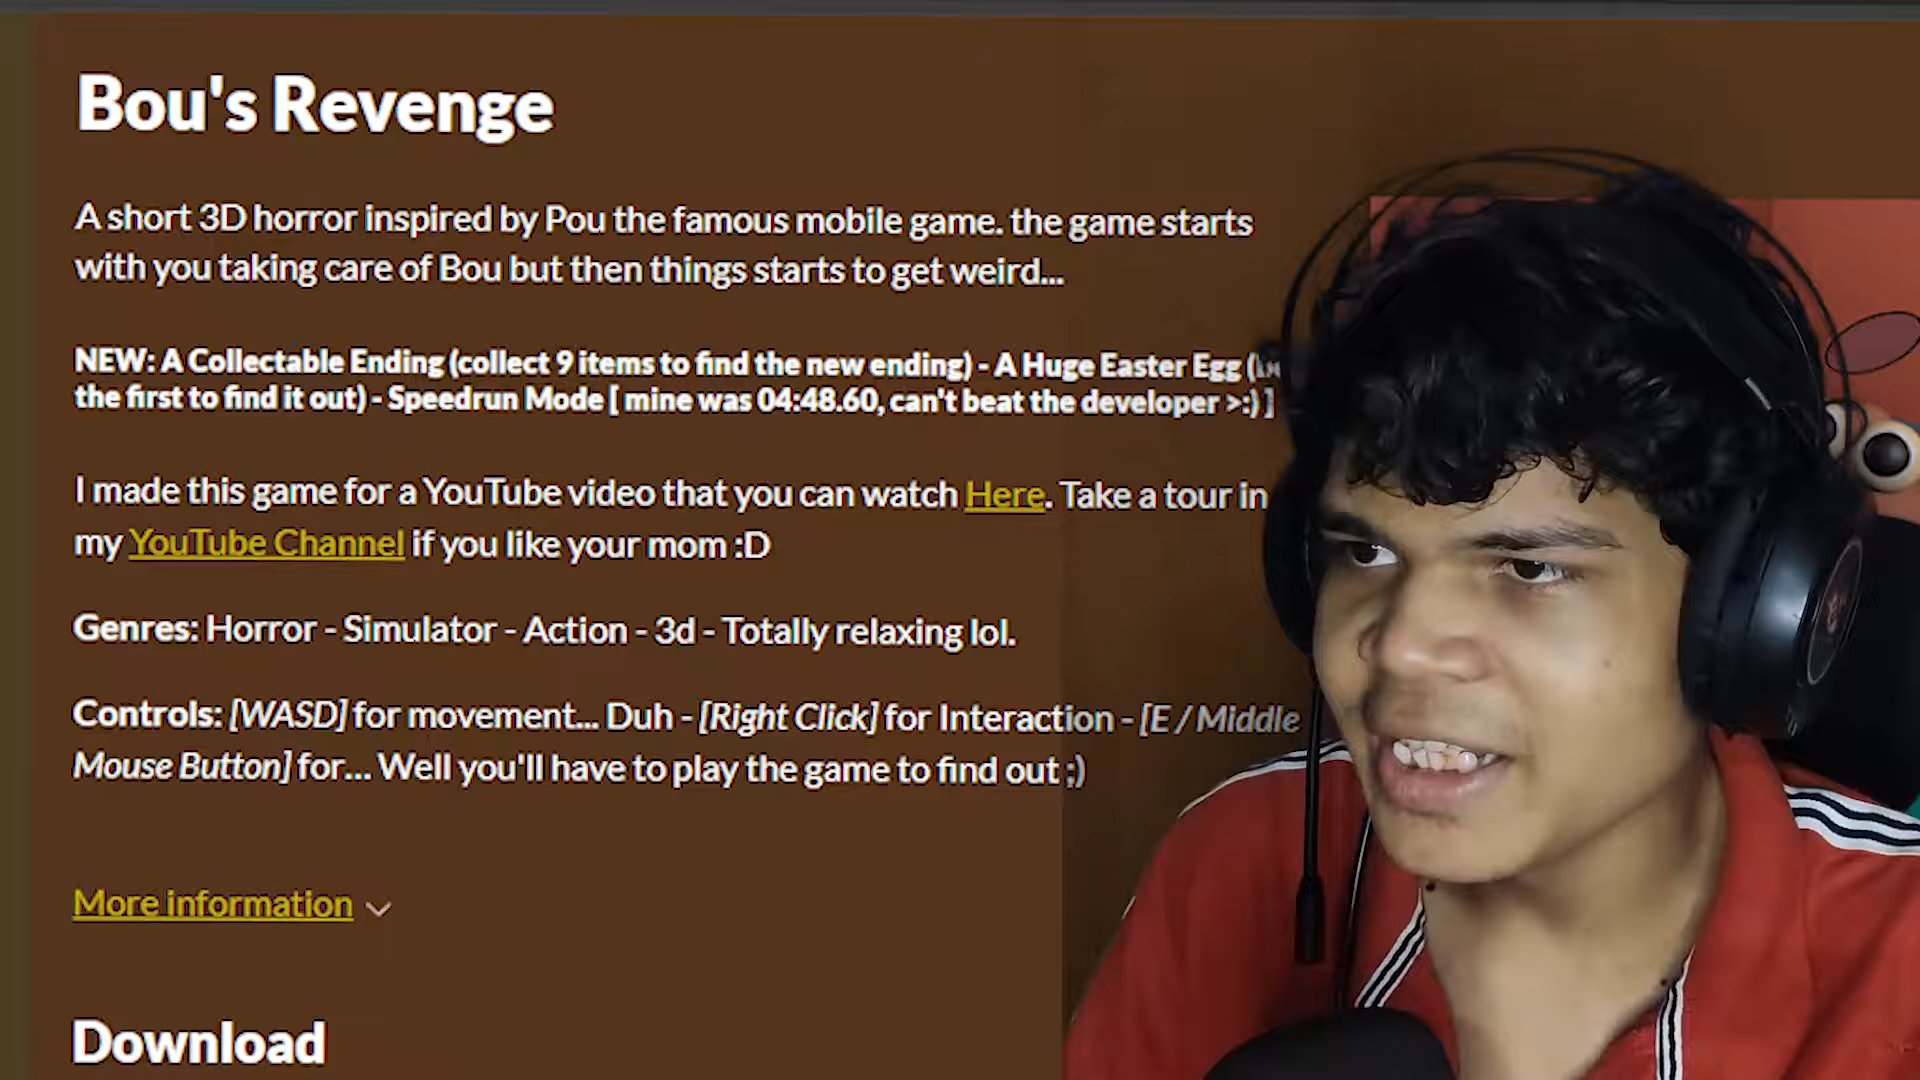 Bou's Revenge
A short 3D horror inspired by Pou the famous mobile game. the game starts
with you taking care of Bou but then things starts to get weird...
NEW: A Collectable Ending (collect 9 items to find the new ending) - A Huge Easter Egg (
the first to find it out) - Speedrun Mode [ mine was 04:48.60, can't beat the developer >:) ]
I made this game for a YouTube video that you can watch Here. Take a tour in
my YouTube Channel if you like your mom :D
Genres: Horror - Simulator - Action - 3d - Totally relaxing lol.
Controls: [WASD] for movement... Duh - [Right Click] for Interaction - [E / Middle
Mouse Button] for... Well you'll have to play the game to find out ;)
More information
Download